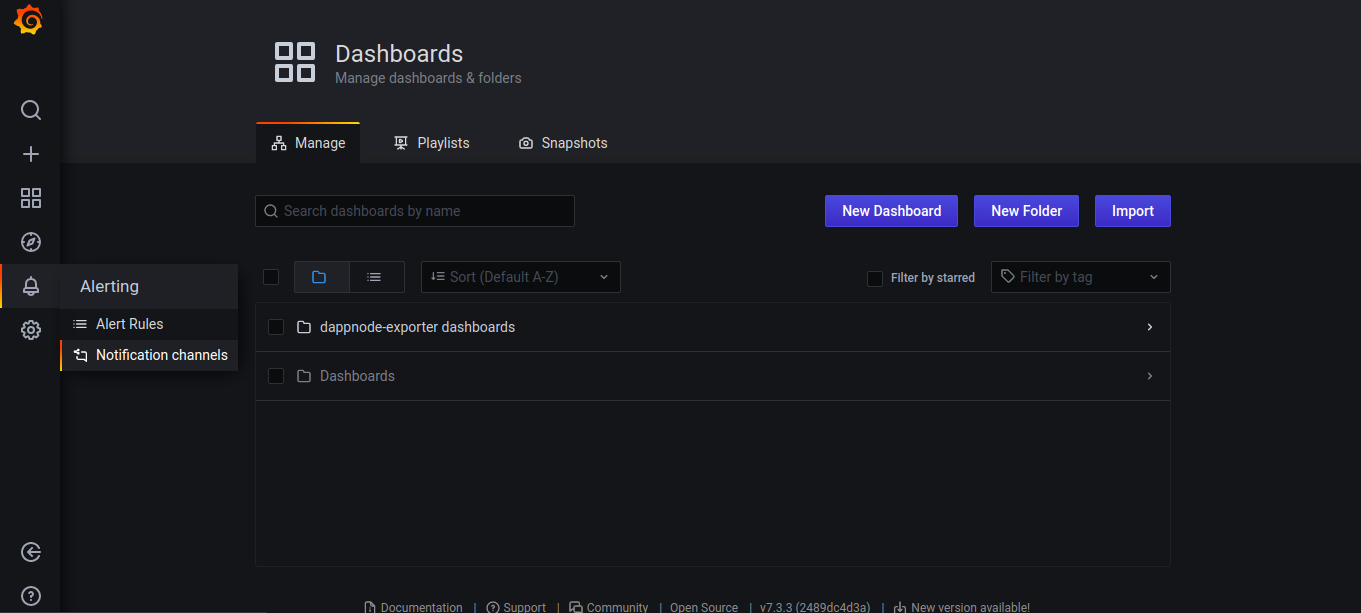 Dashboards
Manage dashboards & folders
Manage Playlists Snapshots
Search dashboards by name New Dashboard New Folder Import
Alerting
Alert Rules
Notification channels
Sort (Default A-Z) Filter by starred Filter by tag
dappnode-exporter dashboards
Dashboards
Documentation | Support | Community | Open Source | v7.3.3 (2489dc4d3a) | New version available!